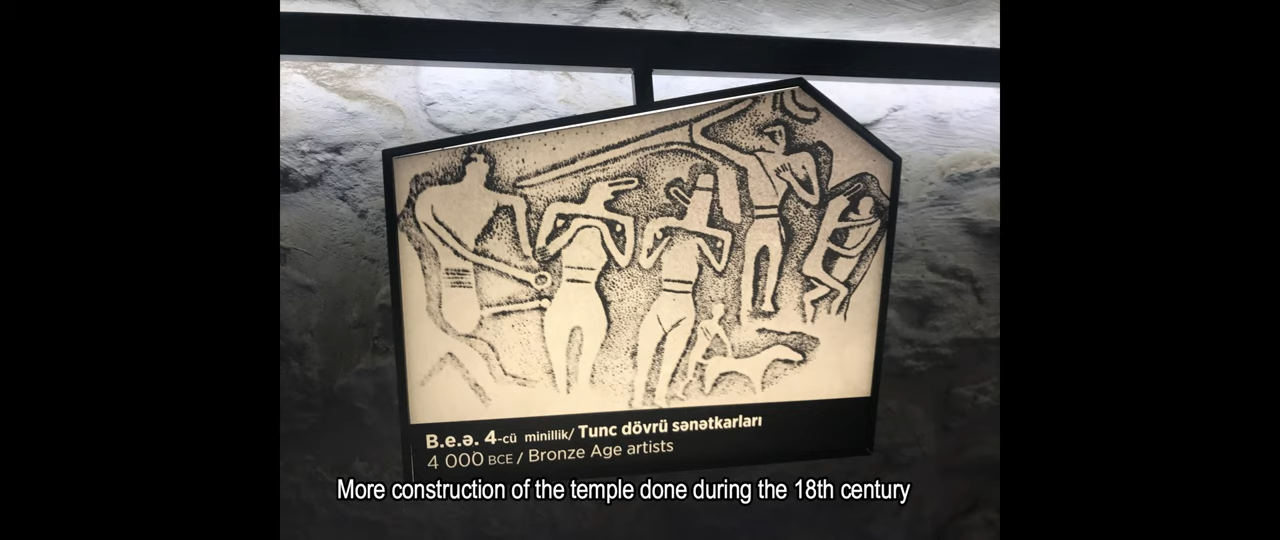 B.e.ə. 4-cü minillik/ Tunc dövrü sənətkarları
4 000 BCE / Bronze Age artists
More construction of the temple done during the 18th century